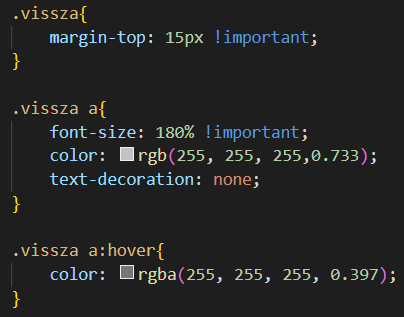 .vissza{
margin-top: 15px !important;
}
.vissza a{
font-size: 180% !important;
color: rgb(255, 255, 255,0.733);
text-decoration: none;
}
.vissza a:hover{
color: rgba(255, 255, 255, 0.397);
}